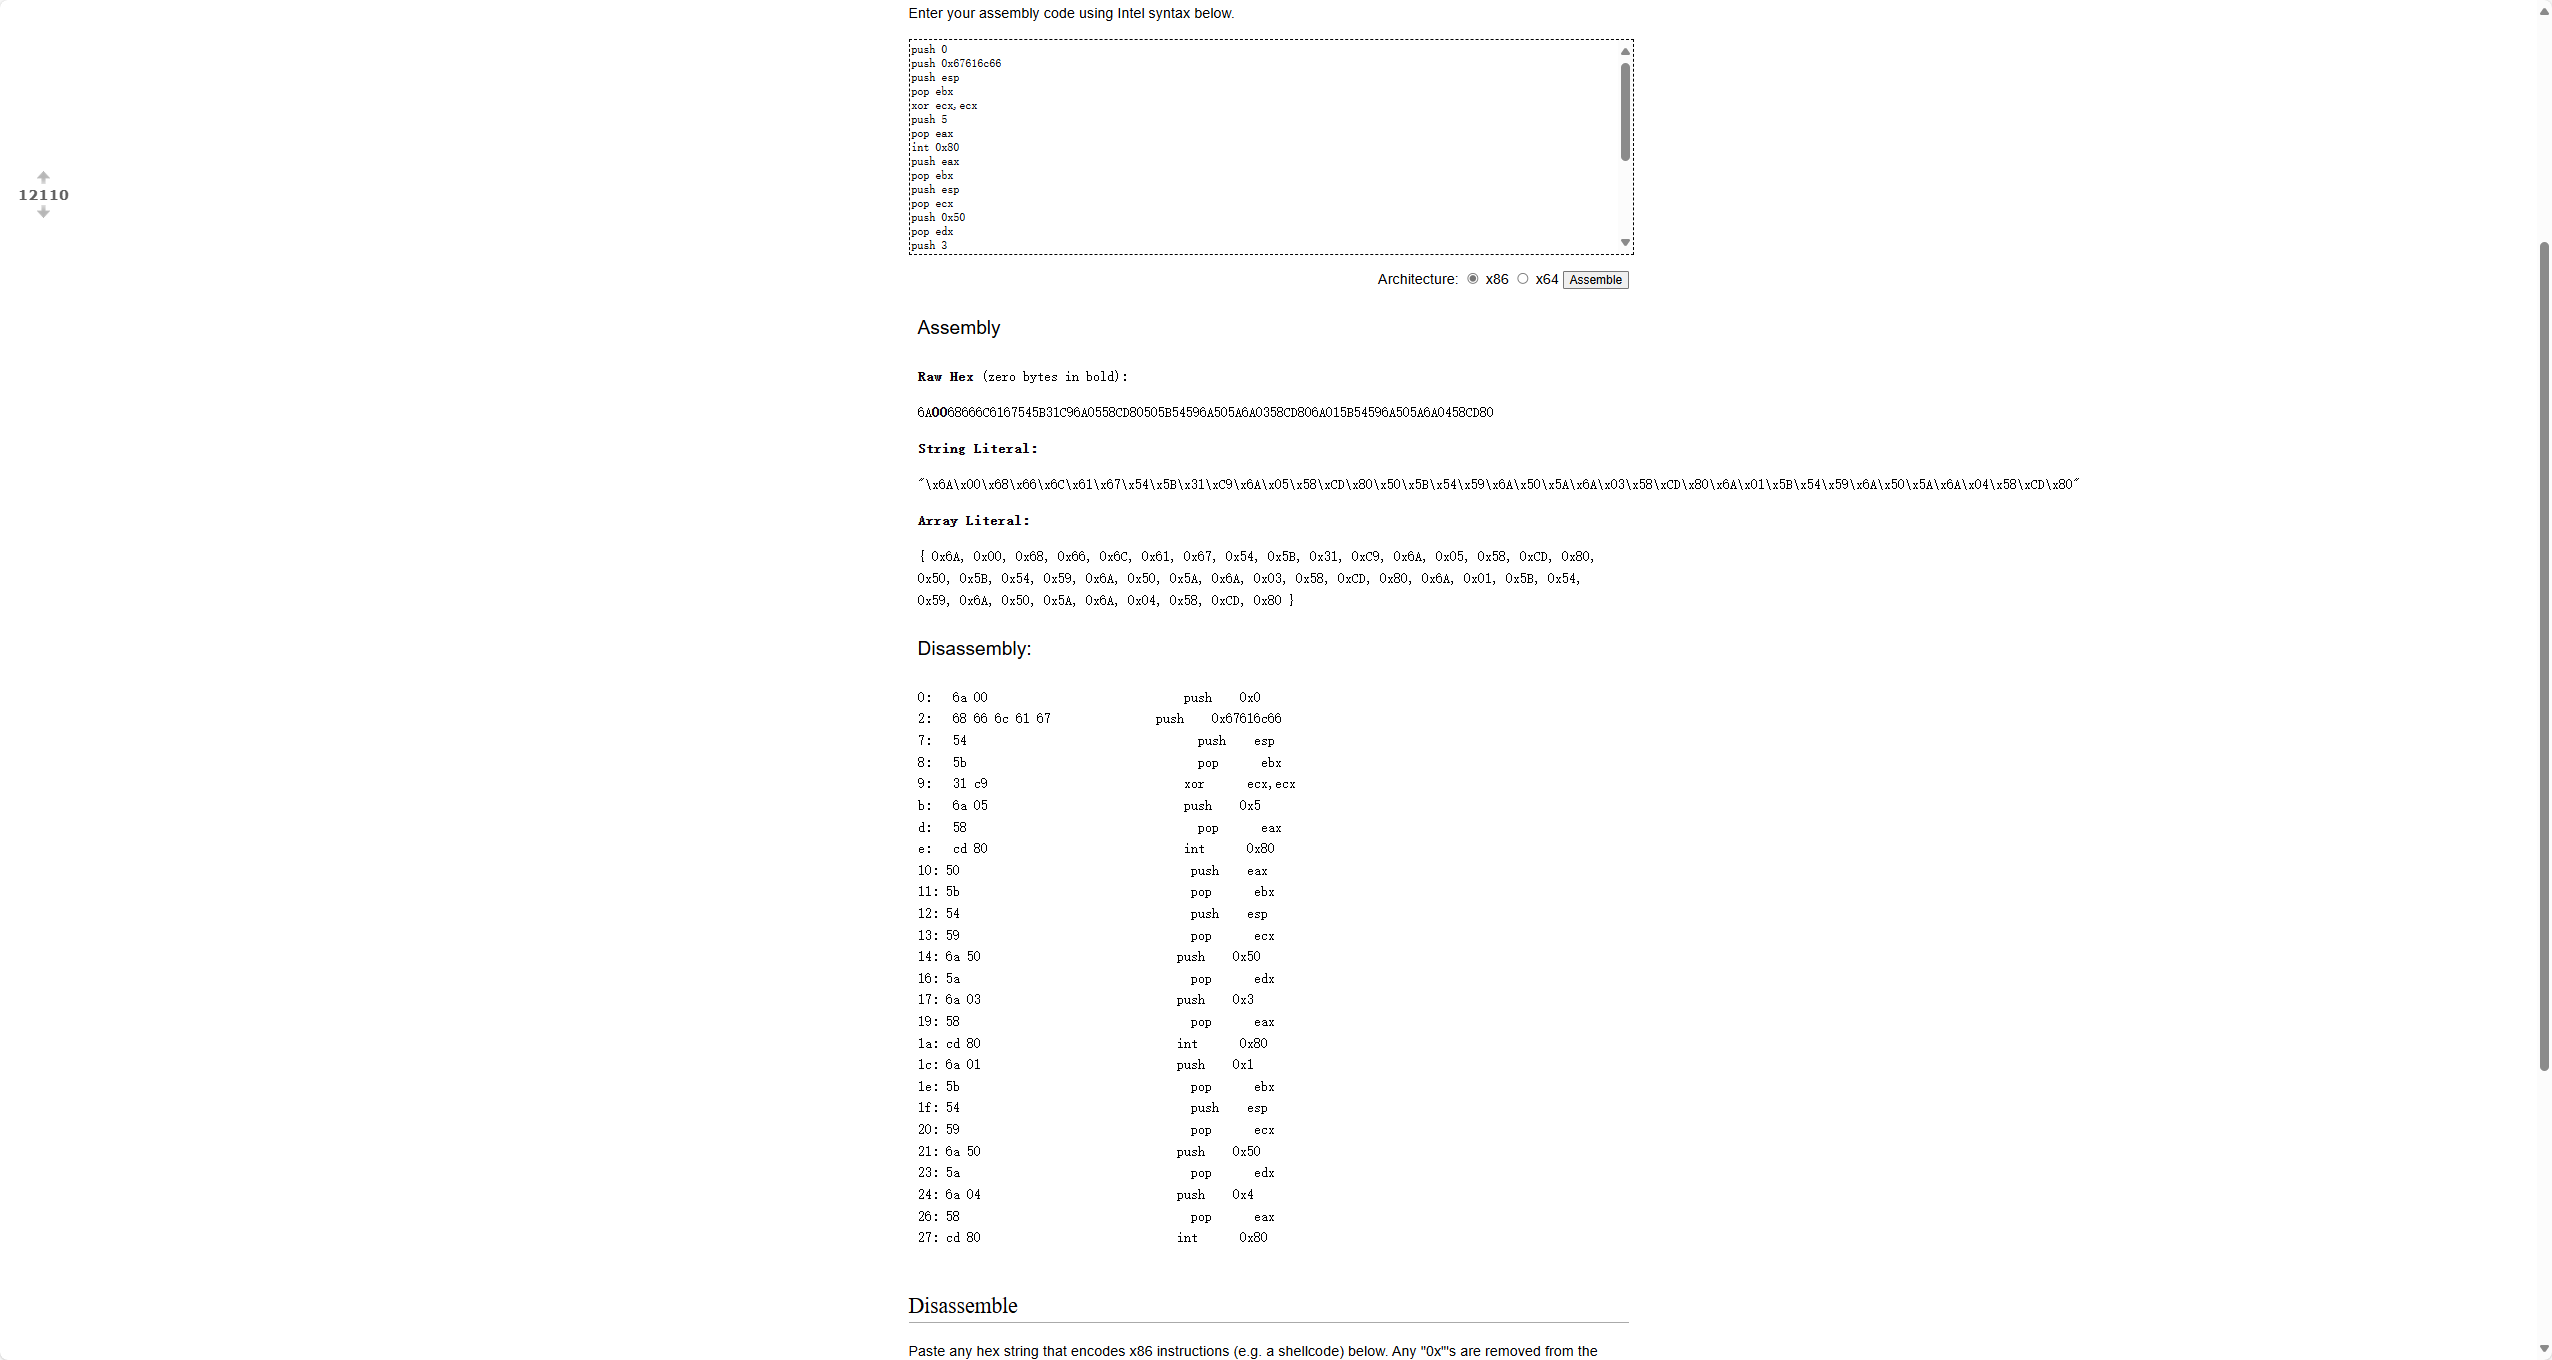 Enter your assembly code using Intel syntax below.
push 0
push 0x67616c66
push esp
pop ebx
xor ecx,ecx
push 5
pop eax
int 0x80
push eax
pop ebx
push esp
pop ecx
push 0x50
pop edx
push 3
12110
Architecture: x86 x64 Assemble
Assembly
Raw Hex (zero bytes in bold):
6A0068666C6167545B31C96A0558CD80505B54596A505A6A0358CD806A015B54596A505A6A0458CD80
String Literal:
"\x6A\x00\x68\x66\x6C\x61\x67\x54\x5B\x31\xC9\x6A\x05\x58\xCD\x80\x50\x5B\x54\x59\x6A\x50\x5A\x6A\x03\x58\xCD\x80\x6A\x01\x5B\x54\x59\x6A\x50\x5A\x6A\x04\x58\xCD\x80"
Array Literal:
{ 0x6A, 0x00, 0x68, 0x66, 0x6C, 0x61, 0x67, 0x54, 0x5B, 0x31, 0xC9, 0x6A, 0x05, 0x58, 0xCD, 0x80,
0x50, 0x5B, 0x54, 0x59, 0x6A, 0x50, 0x5A, 0x6A, 0x03, 0x58, 0xCD, 0x80, 0x6A, 0x01, 0x5B, 0x54,
0x59, 0x6A, 0x50, 0x5A, 0x6A, 0x04, 0x58, 0xCD, 0x80 }
Disassembly:
0: 6a 00 push 0x0
2: 68 66 6c 61 67 push 0x67616c66
7: 54 push esp
8: 5b pop ebx
9: 31 c9 xor ecx,ecx
b: 6a 05 push 0x5
d: 58 pop eax
e: cd 80 int 0x80
10: 50 push eax
11: 5b pop ebx
12: 54 push esp
13: 59 pop ecx
14: 6a 50 push 0x50
16: 5a pop edx
17: 6a 03 push 0x3
19: 58 pop eax
1a: cd 80 int 0x80
1c: 6a 01 push 0x1
1e: 5b pop ebx
1f: 54 push esp
20: 59 pop ecx
21: 6a 50 push 0x50
23: 5a pop edx
24: 6a 04 push 0x4
26: 58 pop eax
27: cd 80 int 0x80
Disassemble
Paste any hex string that encodes x86 instructions (e.g. a shellcode) below. Any "0x"'s are removed from the